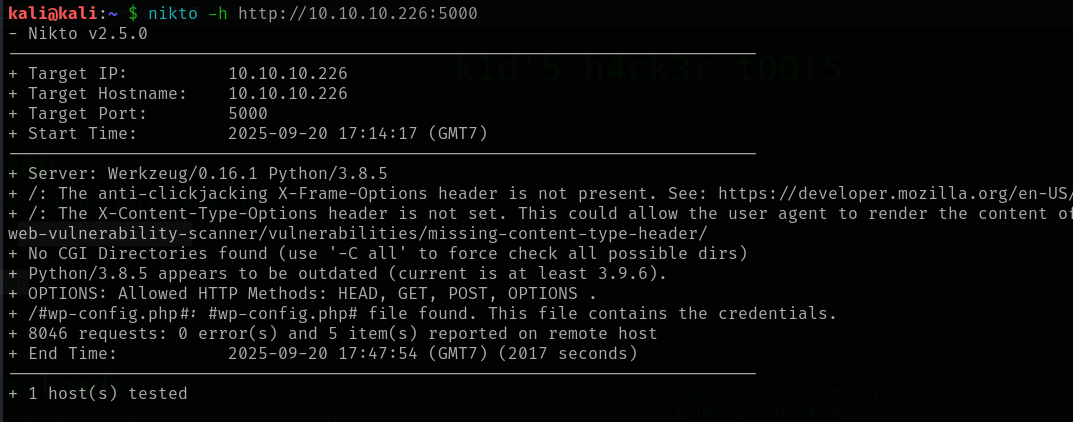 kali@kali:~ $ nikto -h http://10.10.10.226:5000
- Nikto v2.5.0
+ Target IP: 10.10.10.226
k1d'5 h4ck3r t00l5
+ Target Hostname: 10.10.10.226
+ Target Port: 5000
+ Start Time: 2025-09-20 17:14:17 (GMT7)
+ Server: Werkzeug/0.16.1 Python/3.8.5
+ /: The anti-clickjacking X-Frame-Options header is not present. See: https://developer.mozilla.org/en-US/
+ /: The X-Content-Type-Options header is not set. This could allow the user agent to render the content of
web-vulnerability-scanner/vulnerabilities/missing-content-type-header/
+ No CGI Directories found (use '-C all' to force check all possible dirs)
+ Python/3.8.5 appears to be outdated (current is at least 3.9.6).
+ OPTIONS: Allowed HTTP Methods: HEAD, GET, POST, OPTIONS .
+ /#wp-config.php#: #wp-config.php# file found. This file contains the credentials.
+ 8046 requests: 0 error(s) and 5 item(s) reported on remote host
+ End Time: 2025-09-20 17:47:54 (GMT7) (2017 seconds)
+ 1 host(s) tested